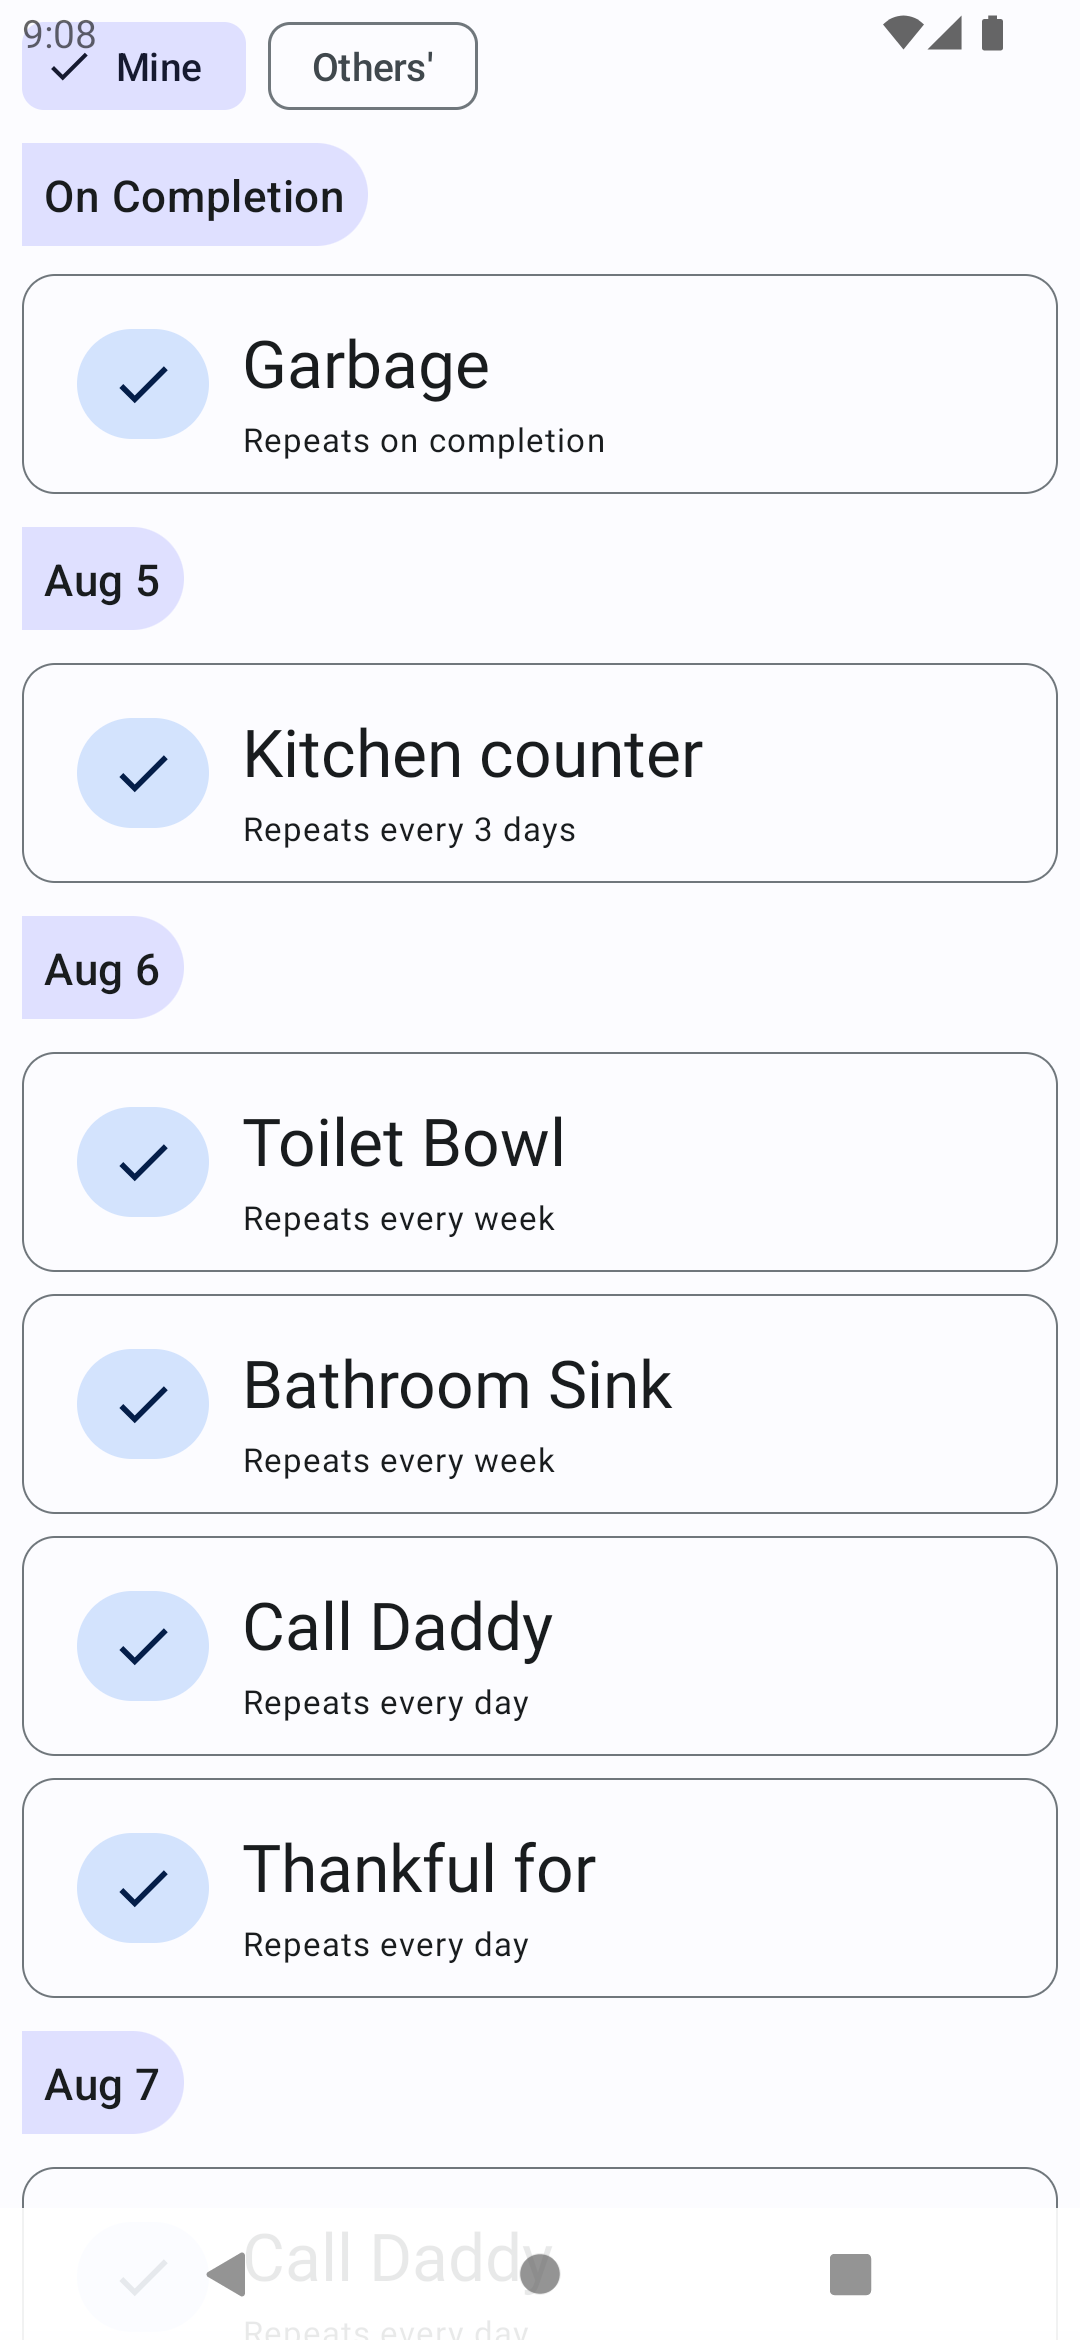 9:08
Mine
Others'
On Completion
Garbage
Repeats on completion
Aug 5
Kitchen counter
Repeats every 3 days
Aug 6
Toilet Bowl
Repeats every week
Bathroom Sink
Repeats every week
Call Daddy
Repeats every day
Thankful for
Repeats every day
Aug 7
Call Daddy
Repeats every day